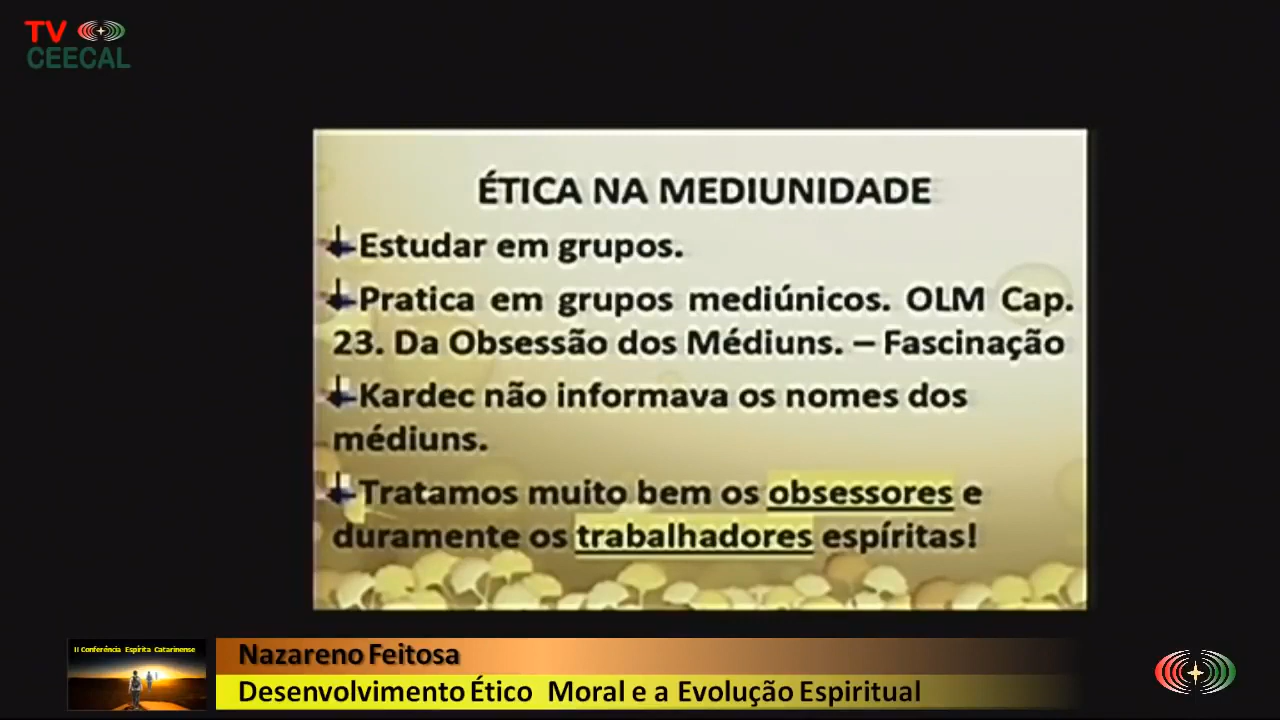 TV
CEECAL
ÉTICA NA MEDIUNIDADE
Estudar em grupos.
Pratica em grupos mediúnicos. OLM Cap.
23. Da Obsessão dos Médiuns. – Fascinação
Kardec não informava os nomes dos
médiuns.
Tratamos muito bem os obsessores e
duramente os trabalhadores espíritas!
II Conferência Espírita Catarinense
Nazareno Feitosa
Desenvolvimento Ético Moral e a Evolução Espiritual